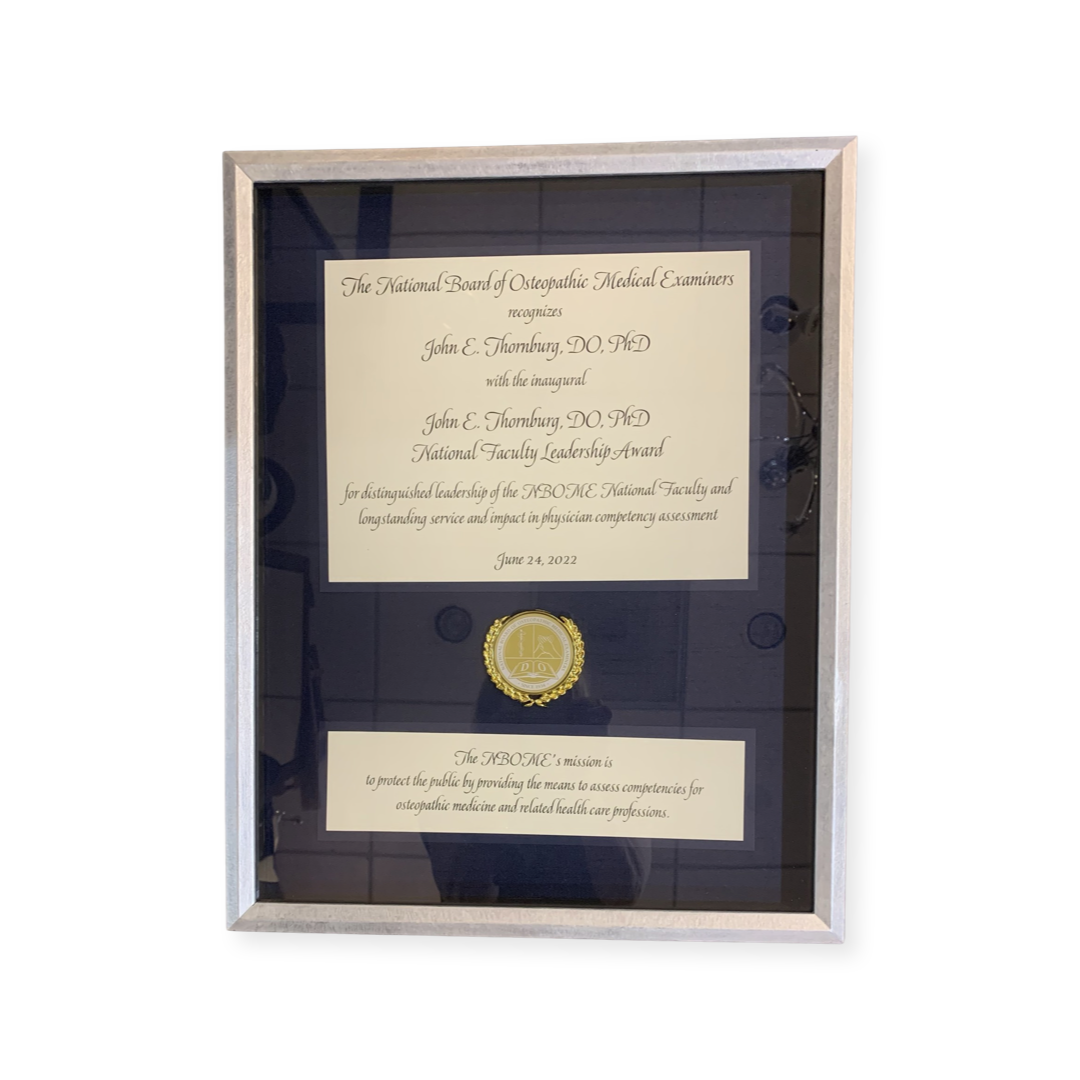 The National Board of Osteopathic Medical Examiners
recognizes
John E. Thornburg, DO, PhD
with the inaugural
John E. Thornburg, DO, PhD
National Faculty Leadership Award
for distinguished leadership of the NBOME National Faculty and
longstanding service and impact in physician competency assessment
June 24, 2022
D O
The NBOME's mission is
to protect the public by providing the means to assess competencies for
osteopathic medicine and related health care professions.